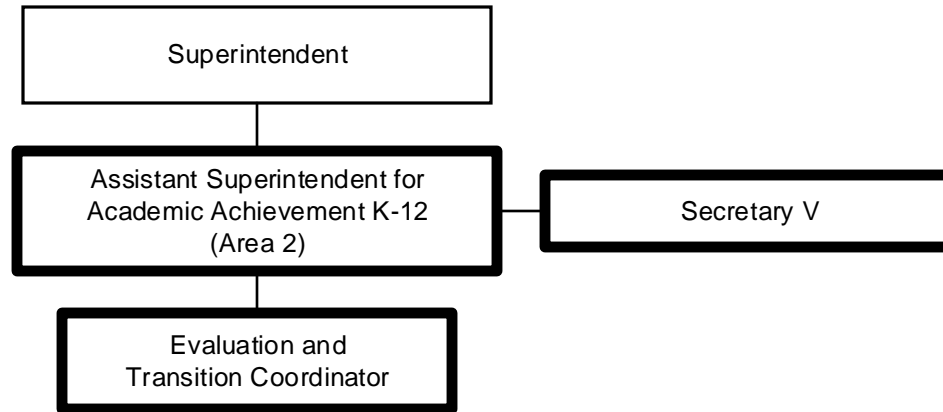 Superintendent
Assistant Superintendent for
Academic Achievement K-12
(Area 2)
Secretary V
Evaluation and
Transition Coordinator